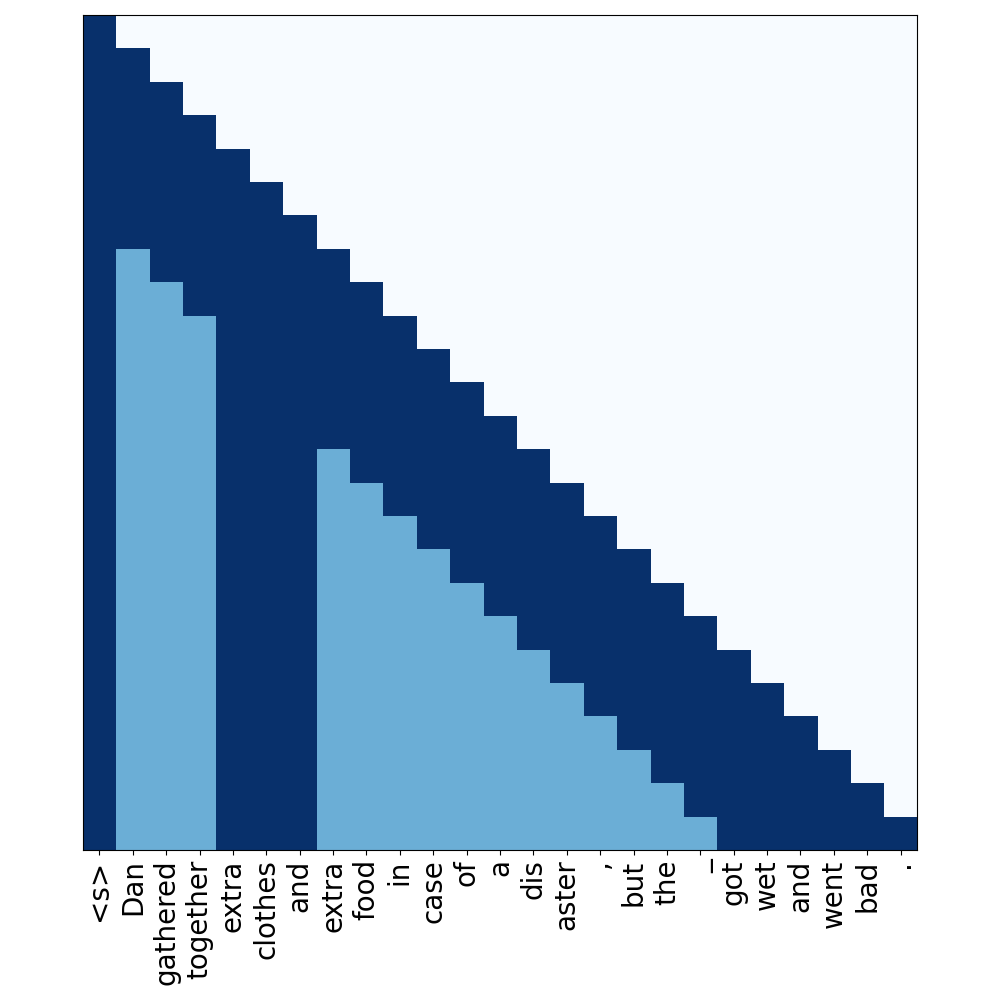 <s> Dan gathered together extra clothes and extra food in case of a dis aster , but the _ got wet and went bad .